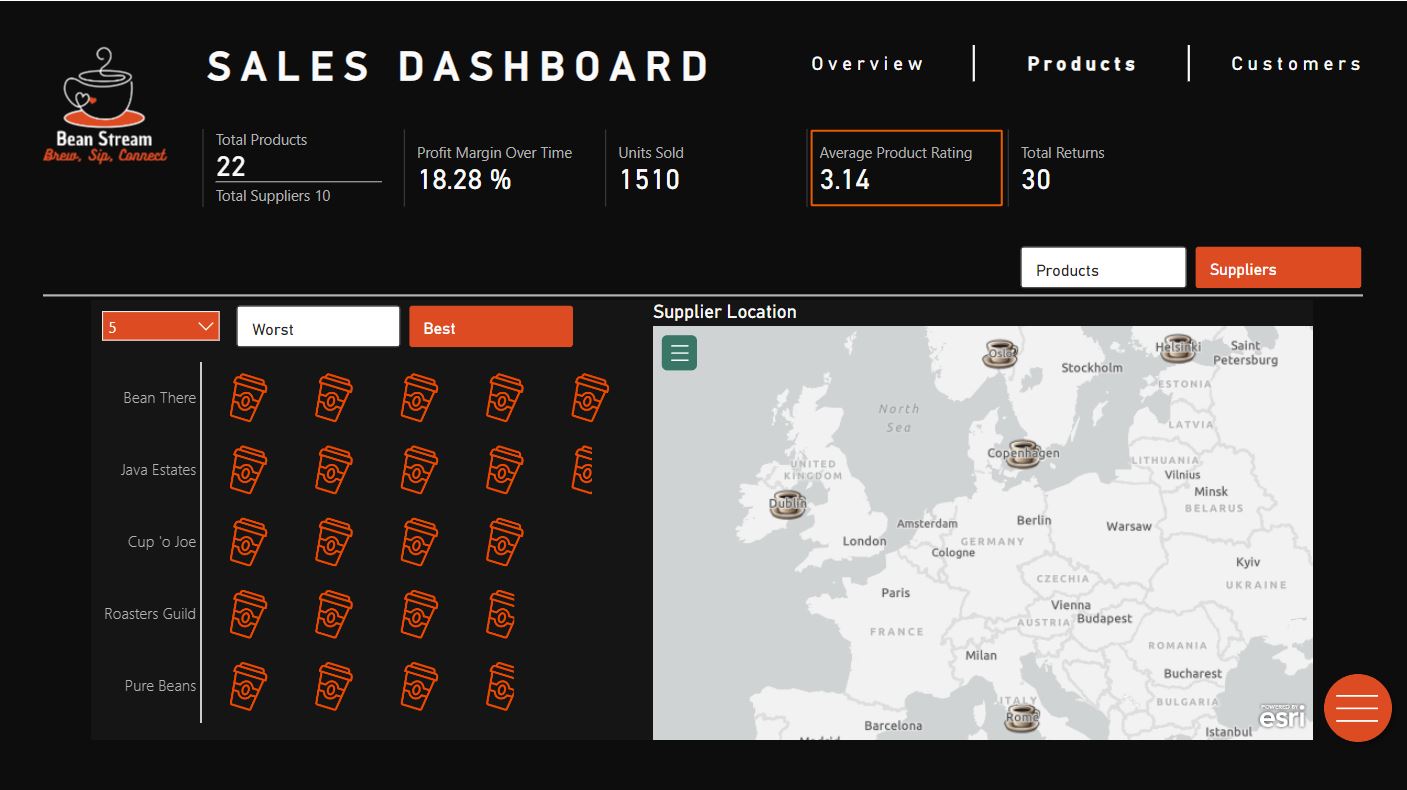 SALES DASHBOARD
Overview
Products
Customers
Bean Stream
Brew, Sip, Connect
Total Products
22
Total Suppliers 10
Profit Margin Over Time
18.28 %
Units Sold
1510
Average Product Rating
3.14
Total Returns
30
Products
Suppliers
5
Worst
Best
Bean There
Java Estates
Cup 'o Joe
Roasters Guild
Pure Beans
Supplier Location
Oslo
Helsinki
Saint
Petersburg
Stockholm
ESTONIA
North
Sea
LATVIA
Copenhagen
LITHUANIA
UNITED
KINGDOM
Vilnius
Minsk
BELARUS
Dublin
Amsterdam
Berlin
Warsaw
London
GERMANY
Cologne
Kyiv
CZECHIA
UKRAINE
Paris
Vienna
AUSTRIA
Budapest
FRANCE
ROMANIA
Milan
Bucharest
ITALY
BULGARIA
Rome
Barcelona
Istanbul
Madrid
POWERED BY
esri